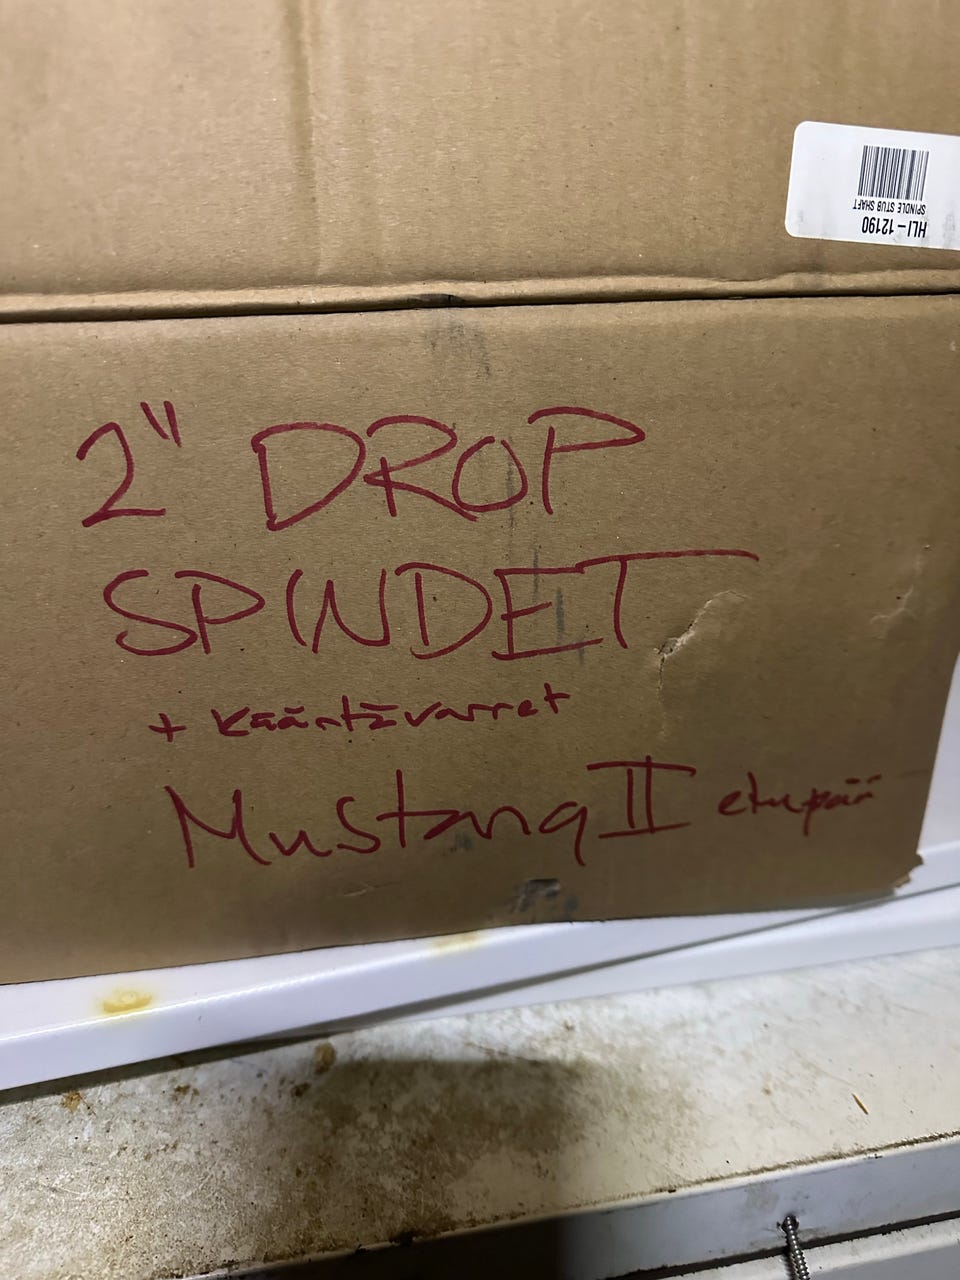 HLI-12190
SPINDLE STUB SHAFT
2" DROP
SPINDET
+ kääntövarret
Mustang II etupää